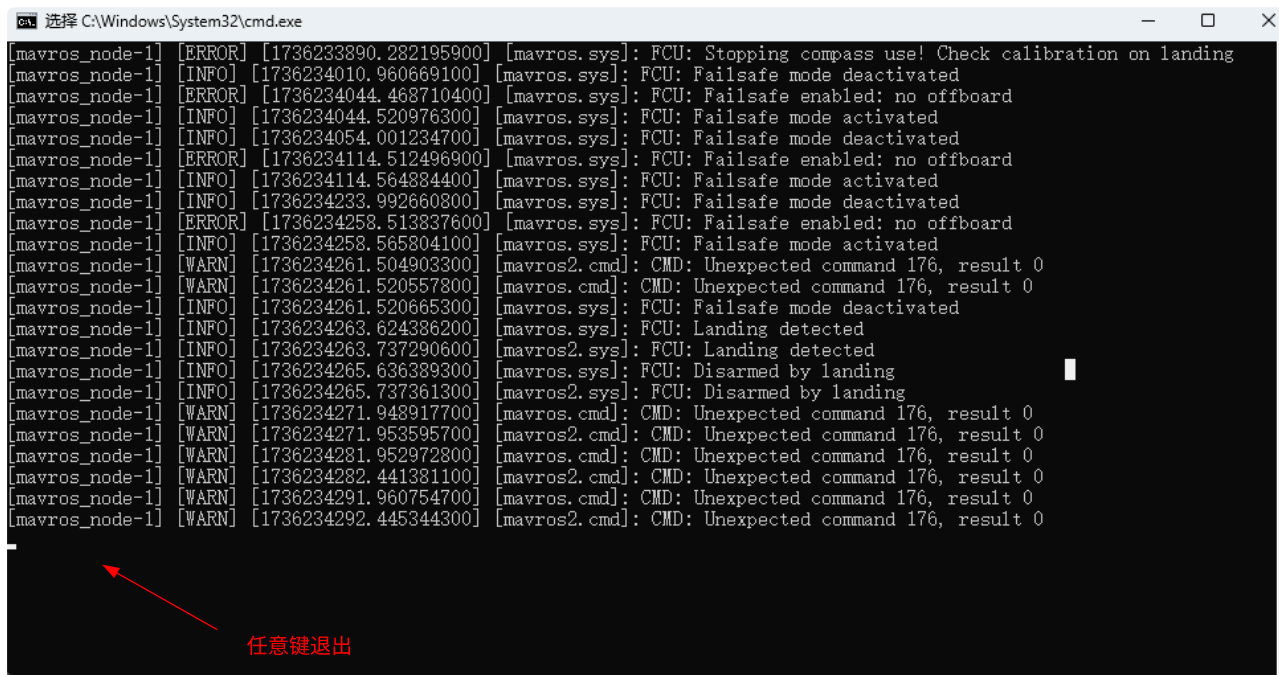 选择 C:\Windows\System32\cmd.exe
[mavros_node-1] [ERROR] [1736233890.282195900] [mavros.sys]: FCU: Stopping compass use! Check calibration on landing
[mavros_node-1] [INFO] [1736234010.960669100] [mavros.sys]: FCU: Failsafe mode deactivated
[mavros_node-1] [ERROR] [1736234044.468710400] [mavros.sys]: FCU: Failsafe enabled: no offboard
[mavros_node-1] [INFO] [1736234044.520976300] [mavros.sys]: FCU: Failsafe mode activated
[mavros_node-1] [INFO] [1736234054.001234700] [mavros.sys]: FCU: Failsafe mode deactivated
[mavros_node-1] [ERROR] [1736234114.512496900] [mavros.sys]: FCU: Failsafe enabled: no offboard
[mavros_node-1] [INFO] [1736234114.564884400] [mavros.sys]: FCU: Failsafe mode activated
[mavros_node-1] [INFO] [1736234233.992660800] [mavros.sys]: FCU: Failsafe mode deactivated
[mavros_node-1] [ERROR] [1736234258.513837600] [mavros.sys]: FCU: Failsafe enabled: no offboard
[mavros_node-1] [INFO] [1736234258.565804100] [mavros.sys]: FCU: Failsafe mode activated
[mavros_node-1] [WARN] [1736234261.504903300] [mavros2.cmd]: CMD: Unexpected command 176, result 0
[mavros_node-1] [WARN] [1736234261.520557800] [mavros.cmd]: CMD: Unexpected command 176, result 0
[mavros_node-1] [INFO] [1736234261.520665300] [mavros.sys]: FCU: Failsafe mode deactivated
[mavros_node-1] [INFO] [1736234263.624386200] [mavros.sys]: FCU: Landing detected
[mavros_node-1] [INFO] [1736234263.737290600] [mavros2.sys]: FCU: Landing detected
[mavros_node-1] [INFO] [1736234265.636389300] [mavros.sys]: FCU: Disarmed by landing
[mavros_node-1] [INFO] [1736234265.737361300] [mavros2.sys]: FCU: Disarmed by landing
[mavros_node-1] [WARN] [1736234271.948917700] [mavros.cmd]: CMD: Unexpected command 176, result 0
[mavros_node-1] [WARN] [1736234271.953595700] [mavros2.cmd]: CMD: Unexpected command 176, result 0
[mavros_node-1] [WARN] [1736234281.952972800] [mavros.cmd]: CMD: Unexpected command 176, result 0
[mavros_node-1] [WARN] [1736234282.441381100] [mavros2.cmd]: CMD: Unexpected command 176, result 0
[mavros_node-1] [WARN] [1736234291.960754700] [mavros.cmd]: CMD: Unexpected command 176, result 0
[mavros_node-1] [WARN] [1736234292.445344300] [mavros2.cmd]: CMD: Unexpected command 176, result 0
任意键退出